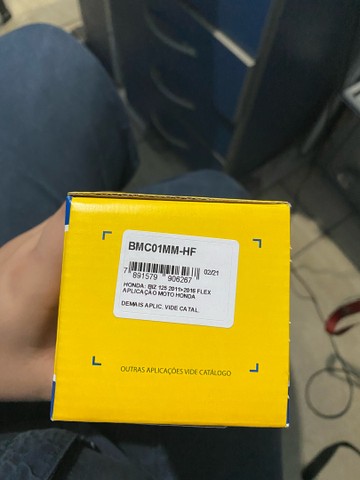 BMC01MM-HF
7 891579 906267 02/21
HONDA: BIZ 125 2011>2016 FLEX
APLICAÇÃO MOTO HONDA
DEMAIS APLIC. VIDE CATAL.
OUTRAS APLICAÇÕES VIDE CATÁLOGO